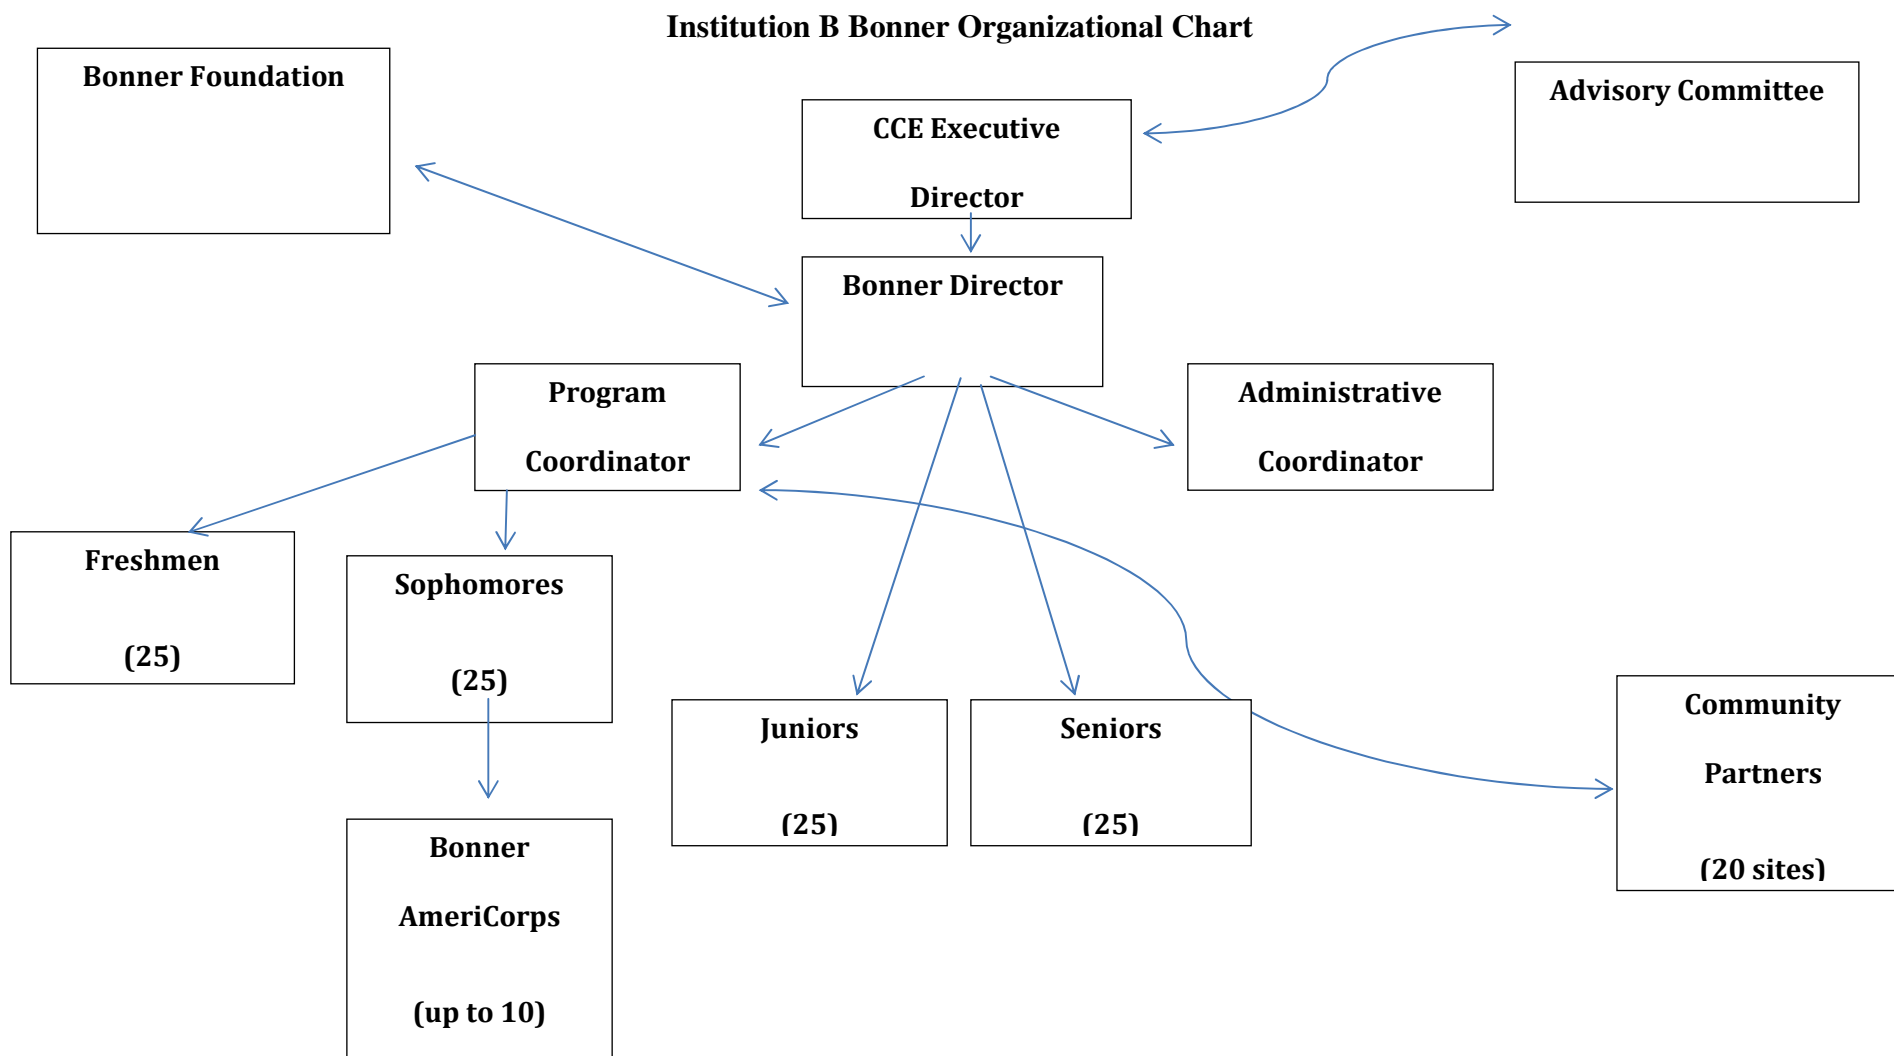 Institution B Bonner Organizational Chart
Bonner Foundation
Advisory Committee
CCE Executive
Director
Bonner Director
Program
Coordinator
Administrative
Coordinator
Freshmen
(25)
Sophomores
(25)
Juniors
(25)
Seniors
(25)
Community
Partners
(20 sites)
Bonner
AmeriCorps
(up to 10)